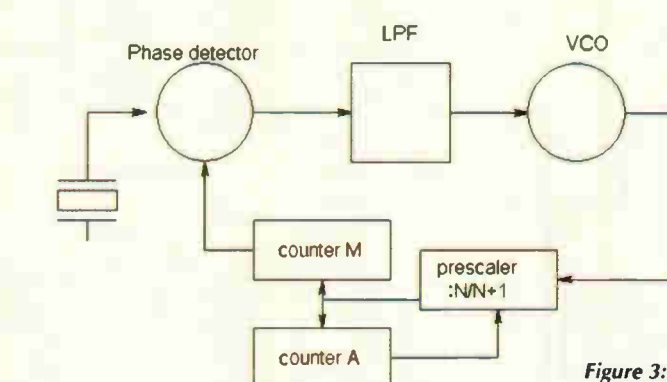 Phase detector
LPF
VCO
counter M
prescaler
:N/N+1
counter A
Figure 3: